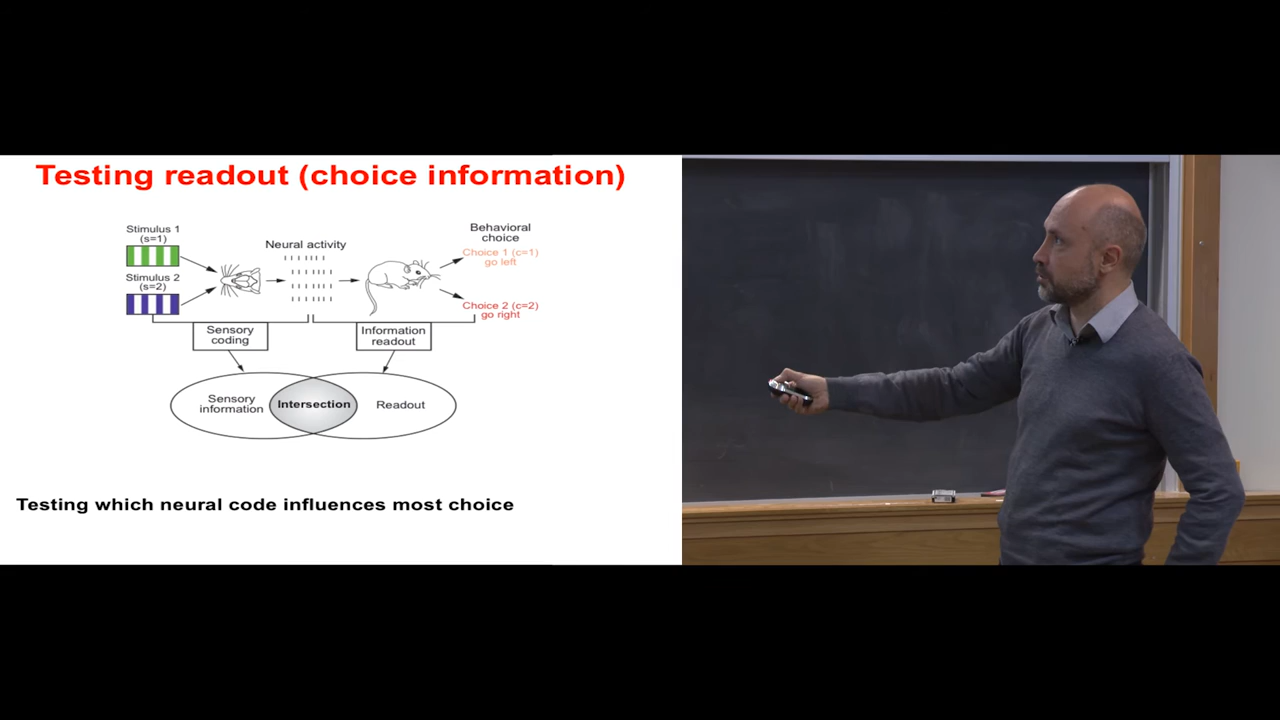 Testing readout (choice information)
Stimulus 1
(s=1)
Stimulus 2
(s=2)
Neural activity
Behavioral
choice
Choice 1 (c=1)
go left
Choice 2 (c=2)
go right
Sensory
coding
Information
readout
Sensory
information
Intersection
Readout
Testing which neural code influences most choice